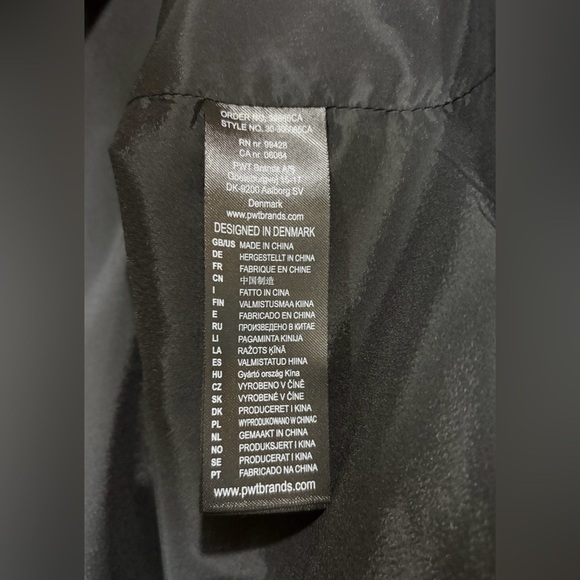 ORDER NO.
STYLE NO.
RN nr. 99428
CA nr. 06064
PWT Brands A/S
15-17
DK-9200 Aalborg SV
Denmark
www.pwtbrands.com
DESIGNED IN DENMARK
GB/US MADE IN CHINA
DE HERGESTELLT IN CHINA
FR FABRIQUE EN CHINE
CN 中国制造
I FATTO IN CINA
FIN VALMISTUSMAA KIINA
E FABRICADO EN CHINA
RU ПРОИЗВЕДЕНО В КИТАЕ
LI PAGAMINTA KINIJA
LA RAŽOTS ĶĪNĀ
ES VALMISTATUD HIINA
HU Gyártó ország Kína
CZ VYROBENO V ČÍNĚ
SK VYROBENÉ V ČÍNE
DK PRODUCERET I KINA
PL WYPRODUKOWANO W CHINAC
NL GEMAAKT IN CHINA
NO PRODUKSJERT I KINA
SE PRODUCERAT I KINA
PT FABRICADO NA CHINA
www.pwtbrands.com